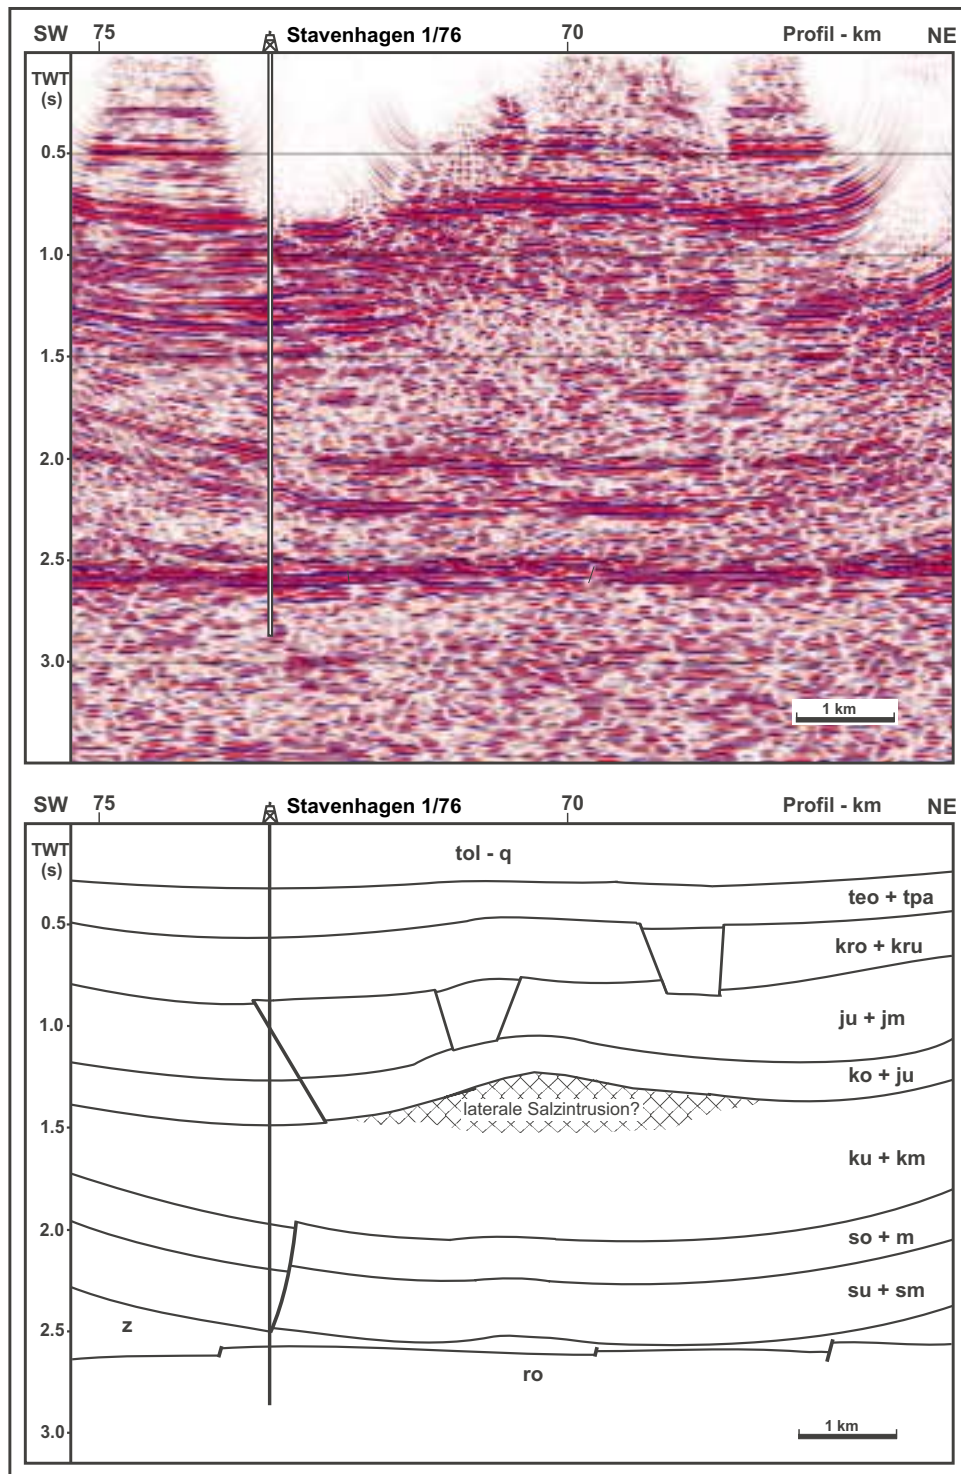 SW 75 Stavenhagen 1/76 70 Profil - km NE
TWT
(s)
0.5
1.0
1.5
2.0
2.5
3.0
1 km
SW 75 Stavenhagen 1/76 70 Profil - km NE
TWT
(s)
tol - q
teo + tpa
0.5
kro + kru
ju + jm
1.0
ko + ju
laterale Salzintrusion?
1.5
ku + km
2.0
so + m
su + sm
z
2.5
ro
1 km
3.0